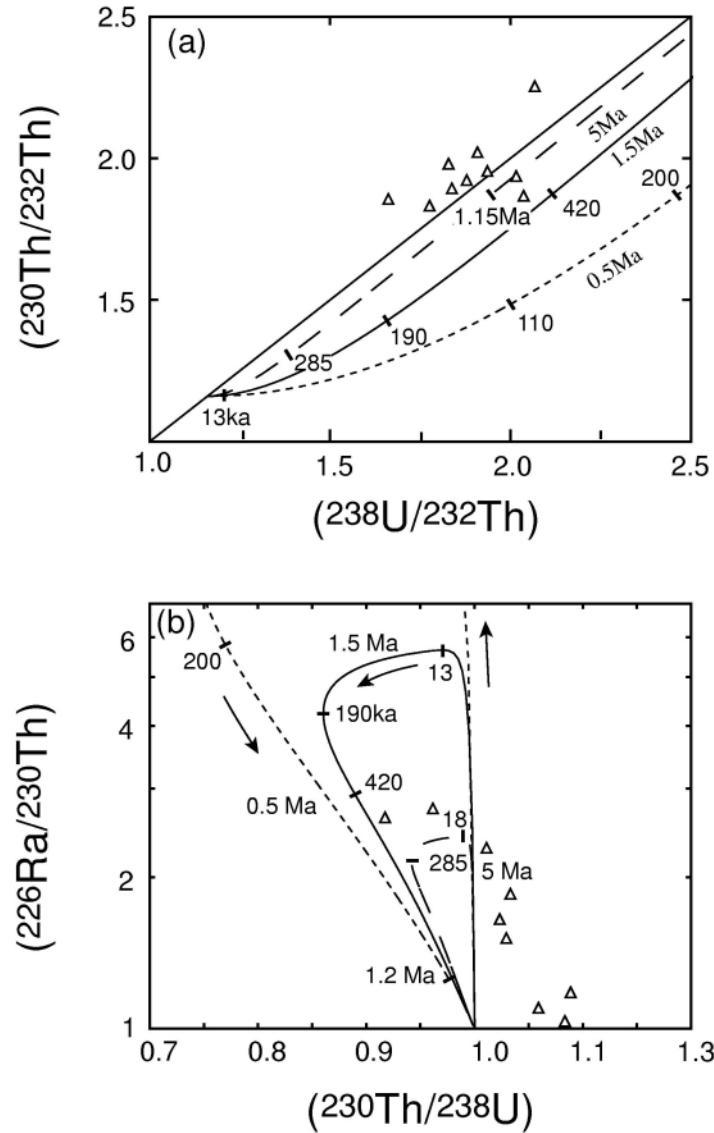 (a)
2.5
2.0
1.5
(230Th/232Th)
5Ma
1.5Ma
1.15Ma
420
200
0.5Ma
190
110
285
13ka
1.0
1.5
2.0
2.5
(238U/232Th)
(b)
6
4
2
1
(226Ra/230Th)
200
1.5 Ma
13
190ka
420
0.5 Ma
18
285
5 Ma
1.2 Ma
0.7
0.8
0.9
1.0
1.1
1.3
(230Th/238U)